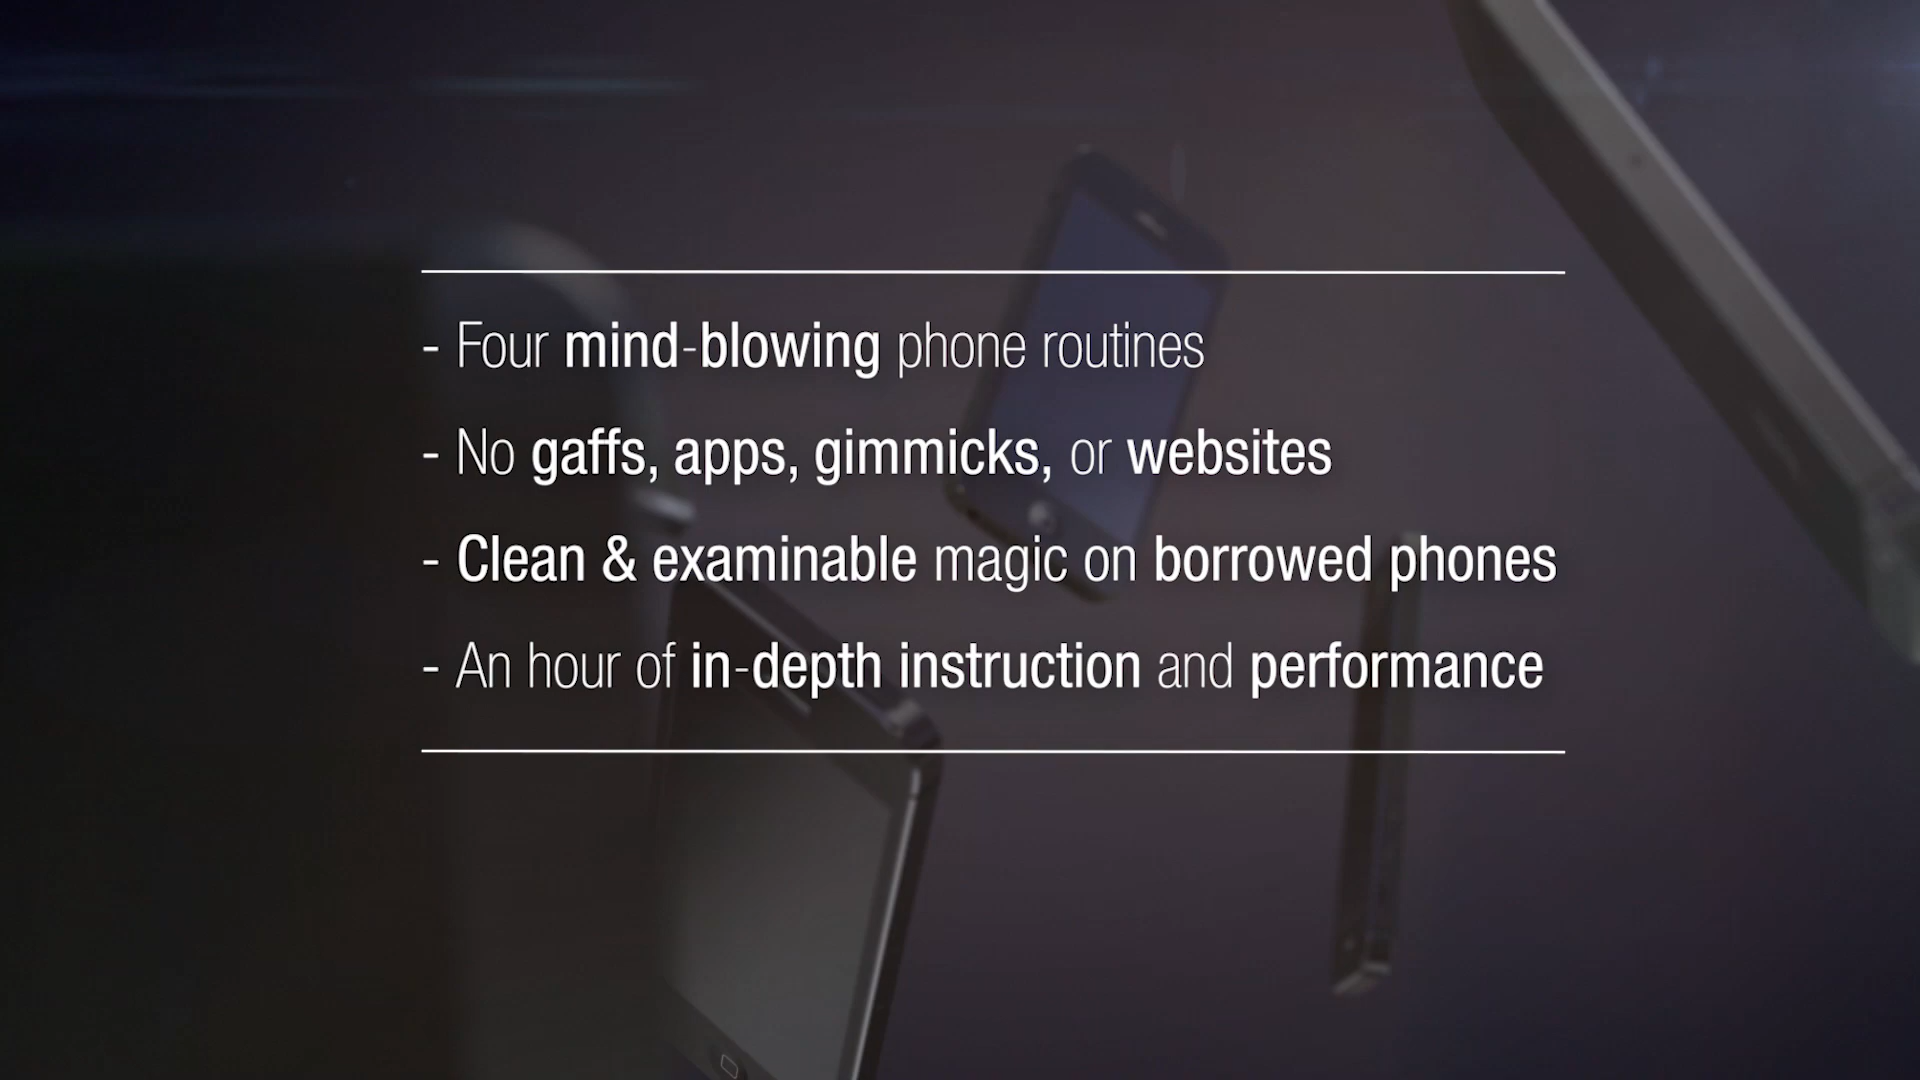 - Four mind-blowing phone routines
- No gaffs, apps, gimmicks, or websites
- Clean & examinable magic on borrowed phones
- An hour of in-depth instruction and performance